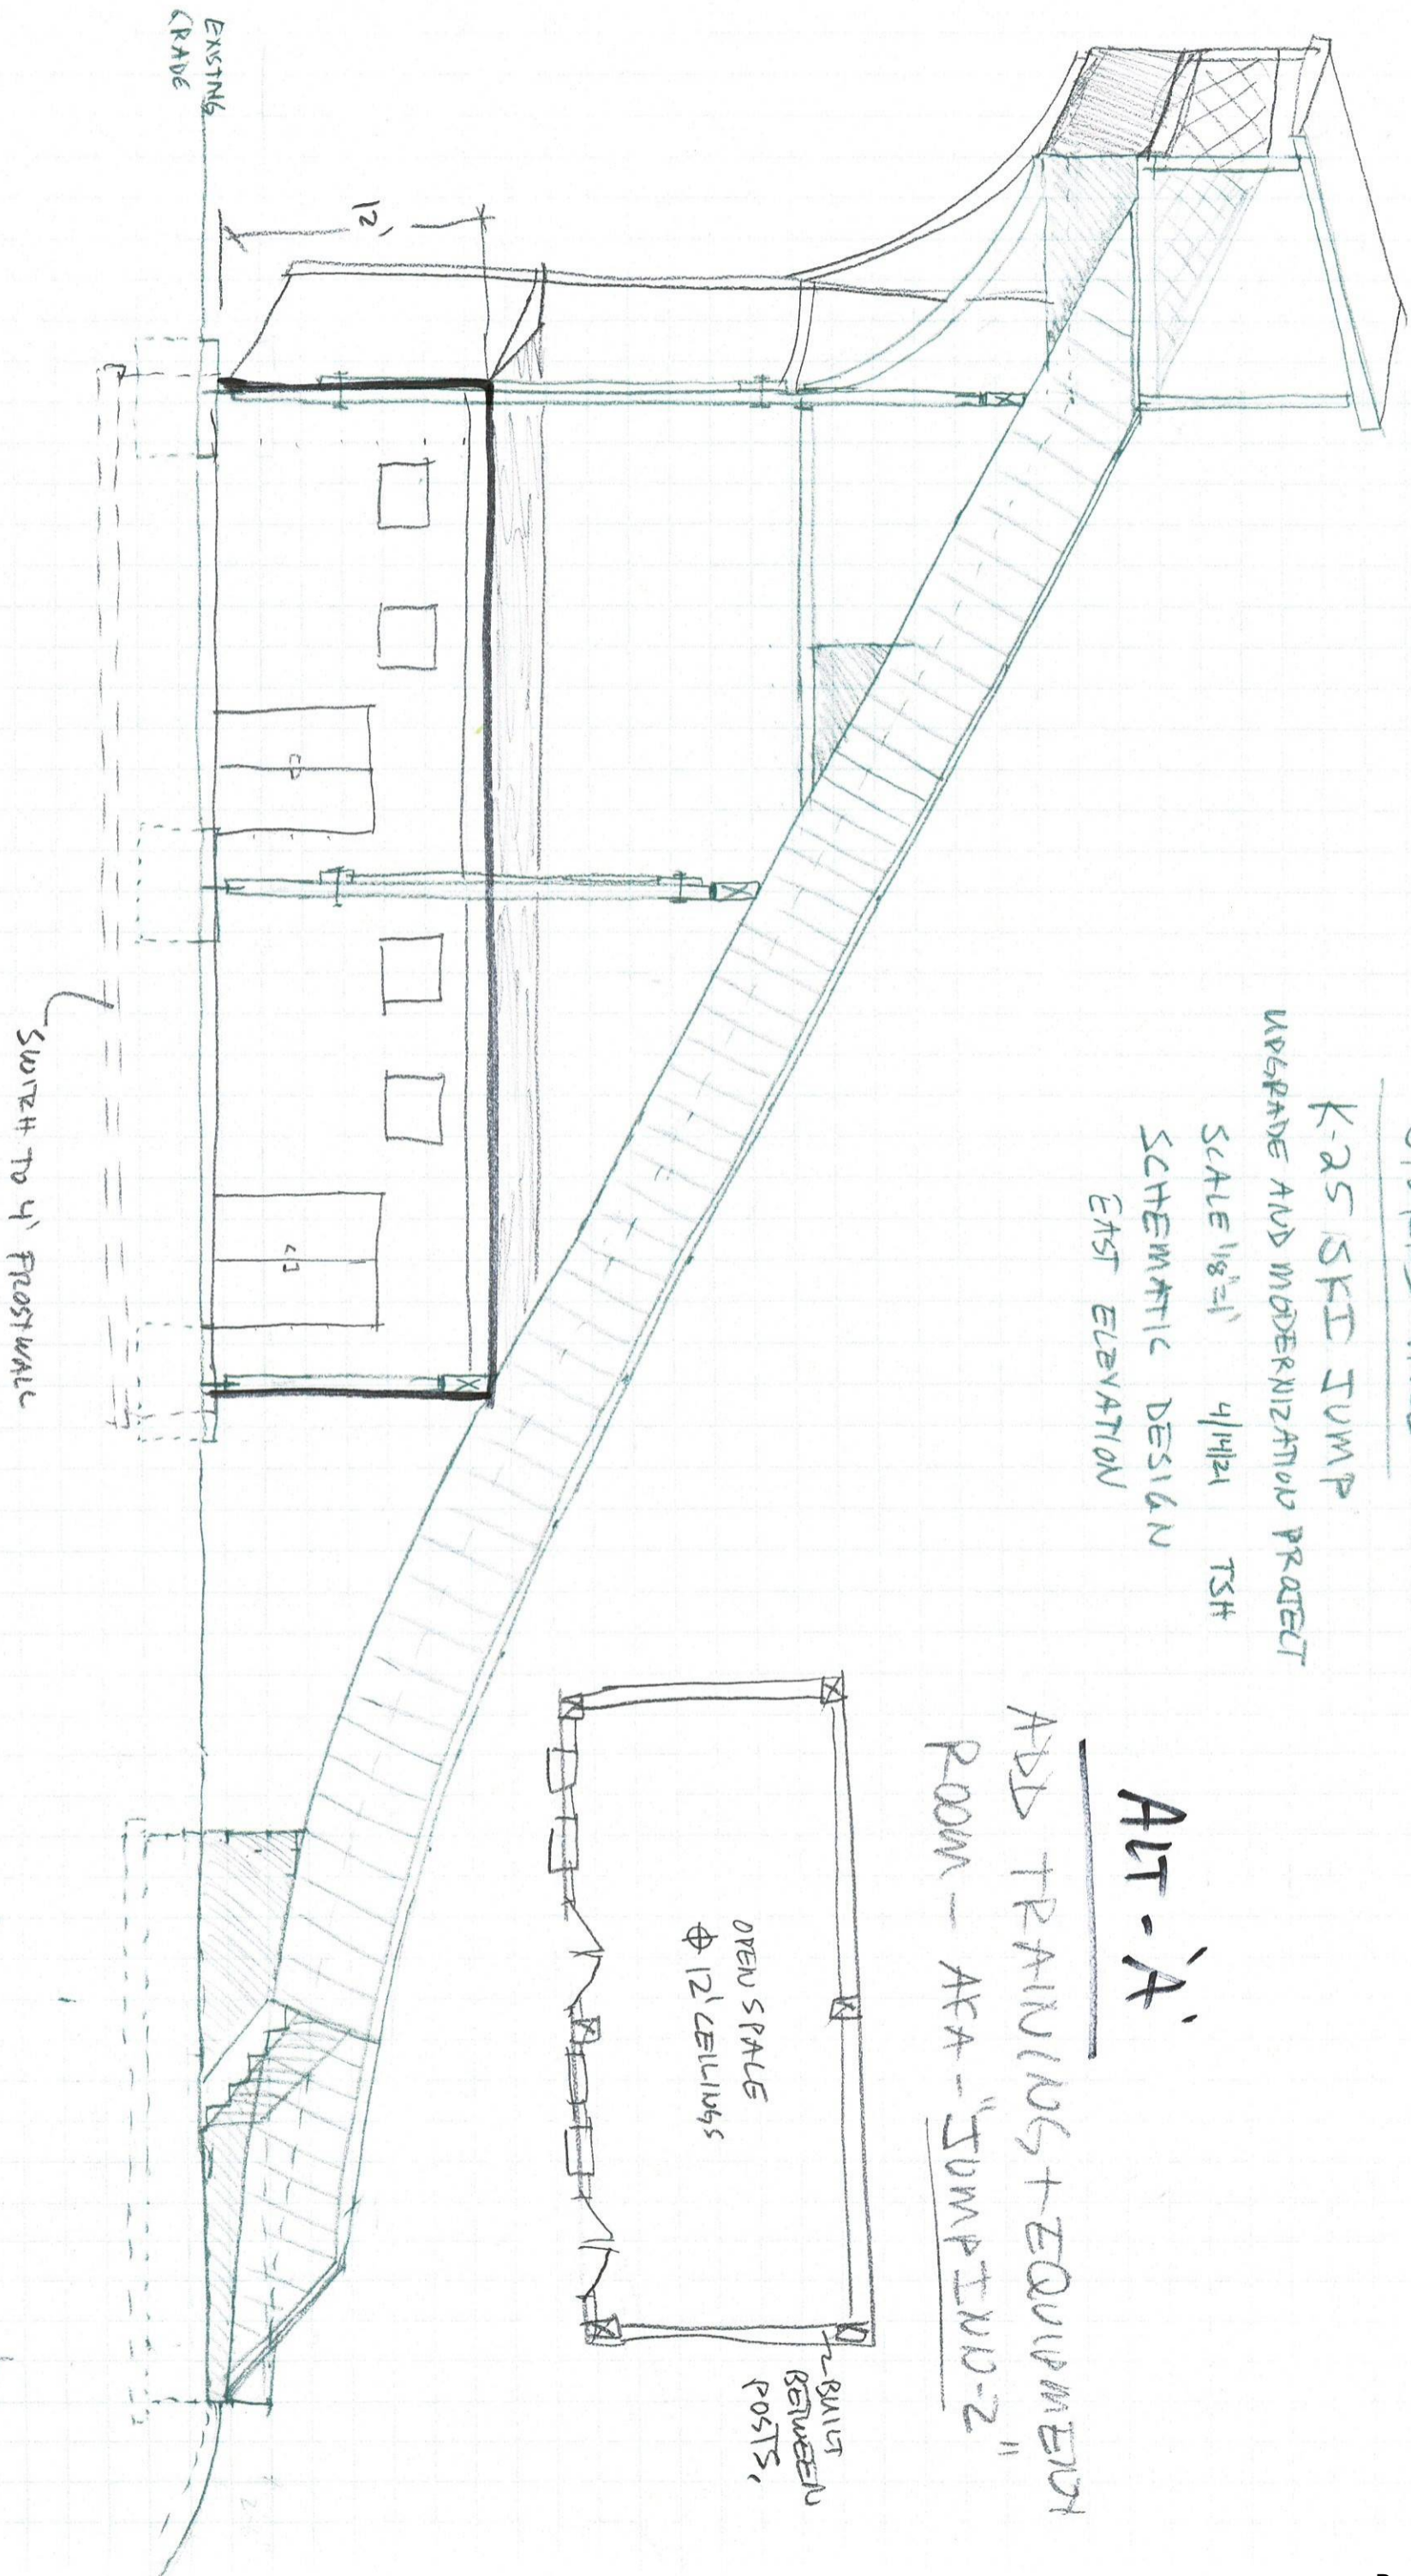 K-25 SKI JUMP
UPGRADE AND MODERNIZATION PROJECT
SCALE 1/8"=1' 4/14/21 TSH
SCHEMATIC DESIGN
EAST ELEVATION
ALT-'A'
ADD TRAINING + EQUIPMENT
ROOM - AKA - "JUMP INN-2"
OPEN SPACE
12' CEILINGS
BUILT
BETWEEN
POSTS,
12'
EXISTING
GRADE
SWITCH TO 4' FROSTWALL